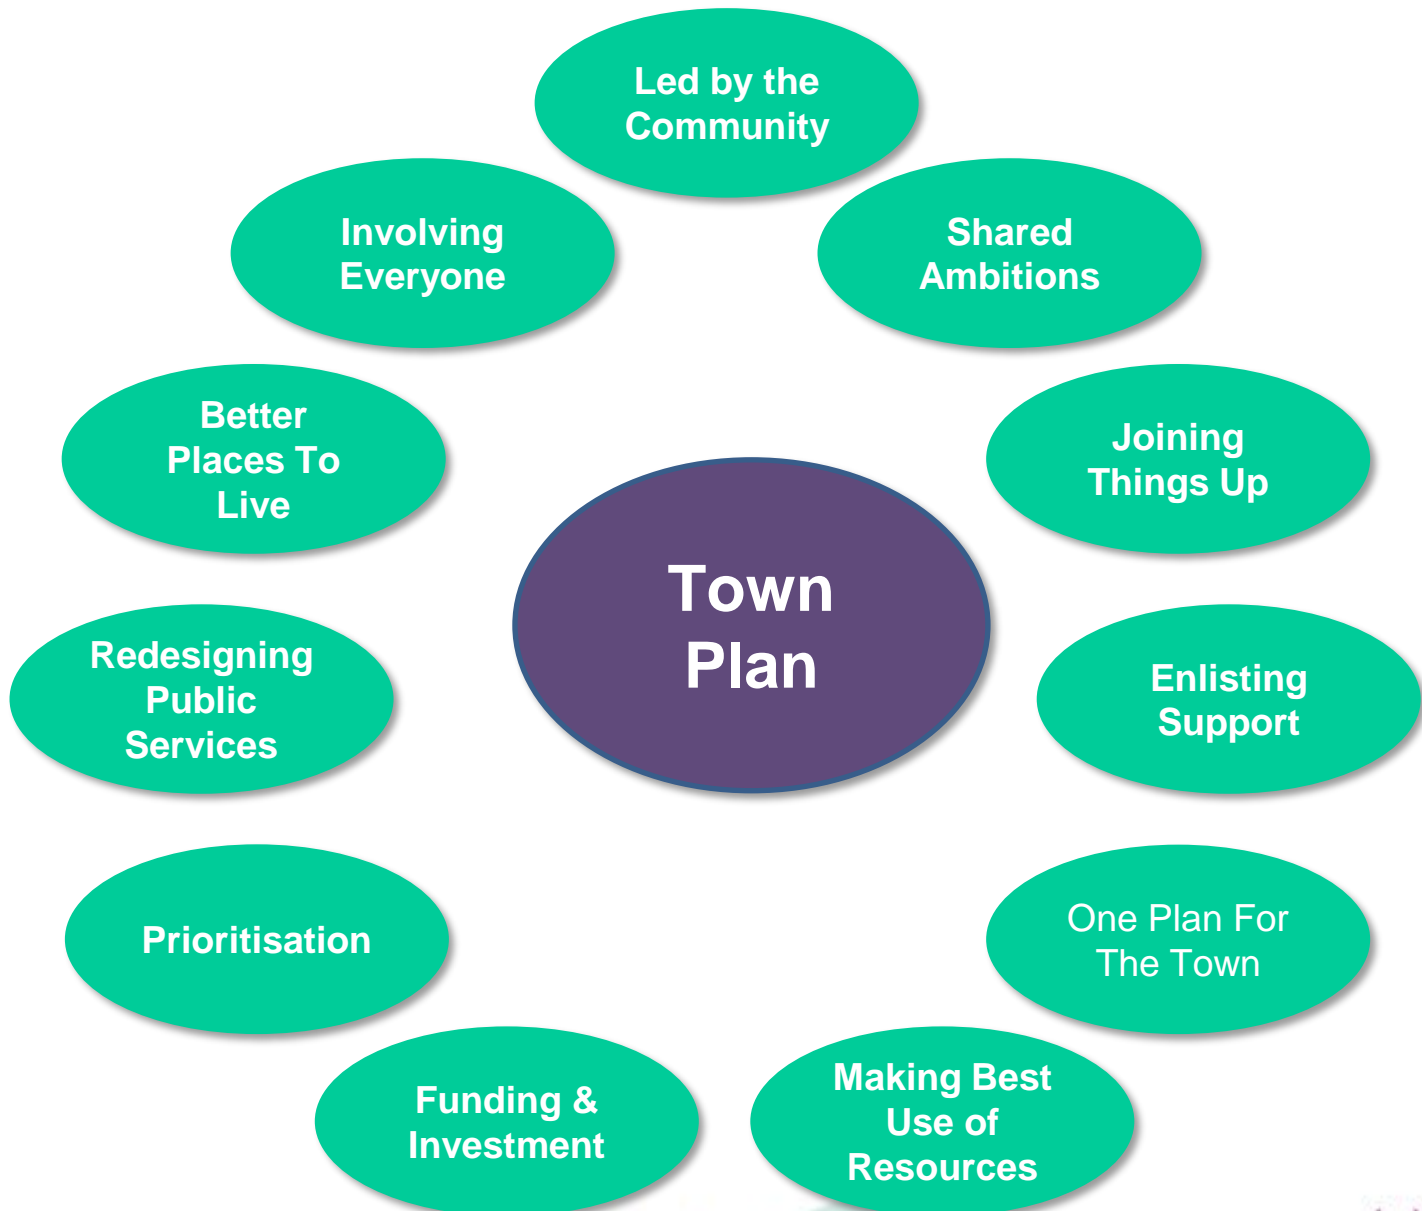 Led by the
Community
Involving
Everyone
Shared
Ambitions
Better
Places To
Live
Joining
Things Up
Town
Plan
Redesigning
Public
Services
Enlisting
Support
Prioritisation
One Plan For
The Town
Funding &
Investment
Making Best
Use of
Resources